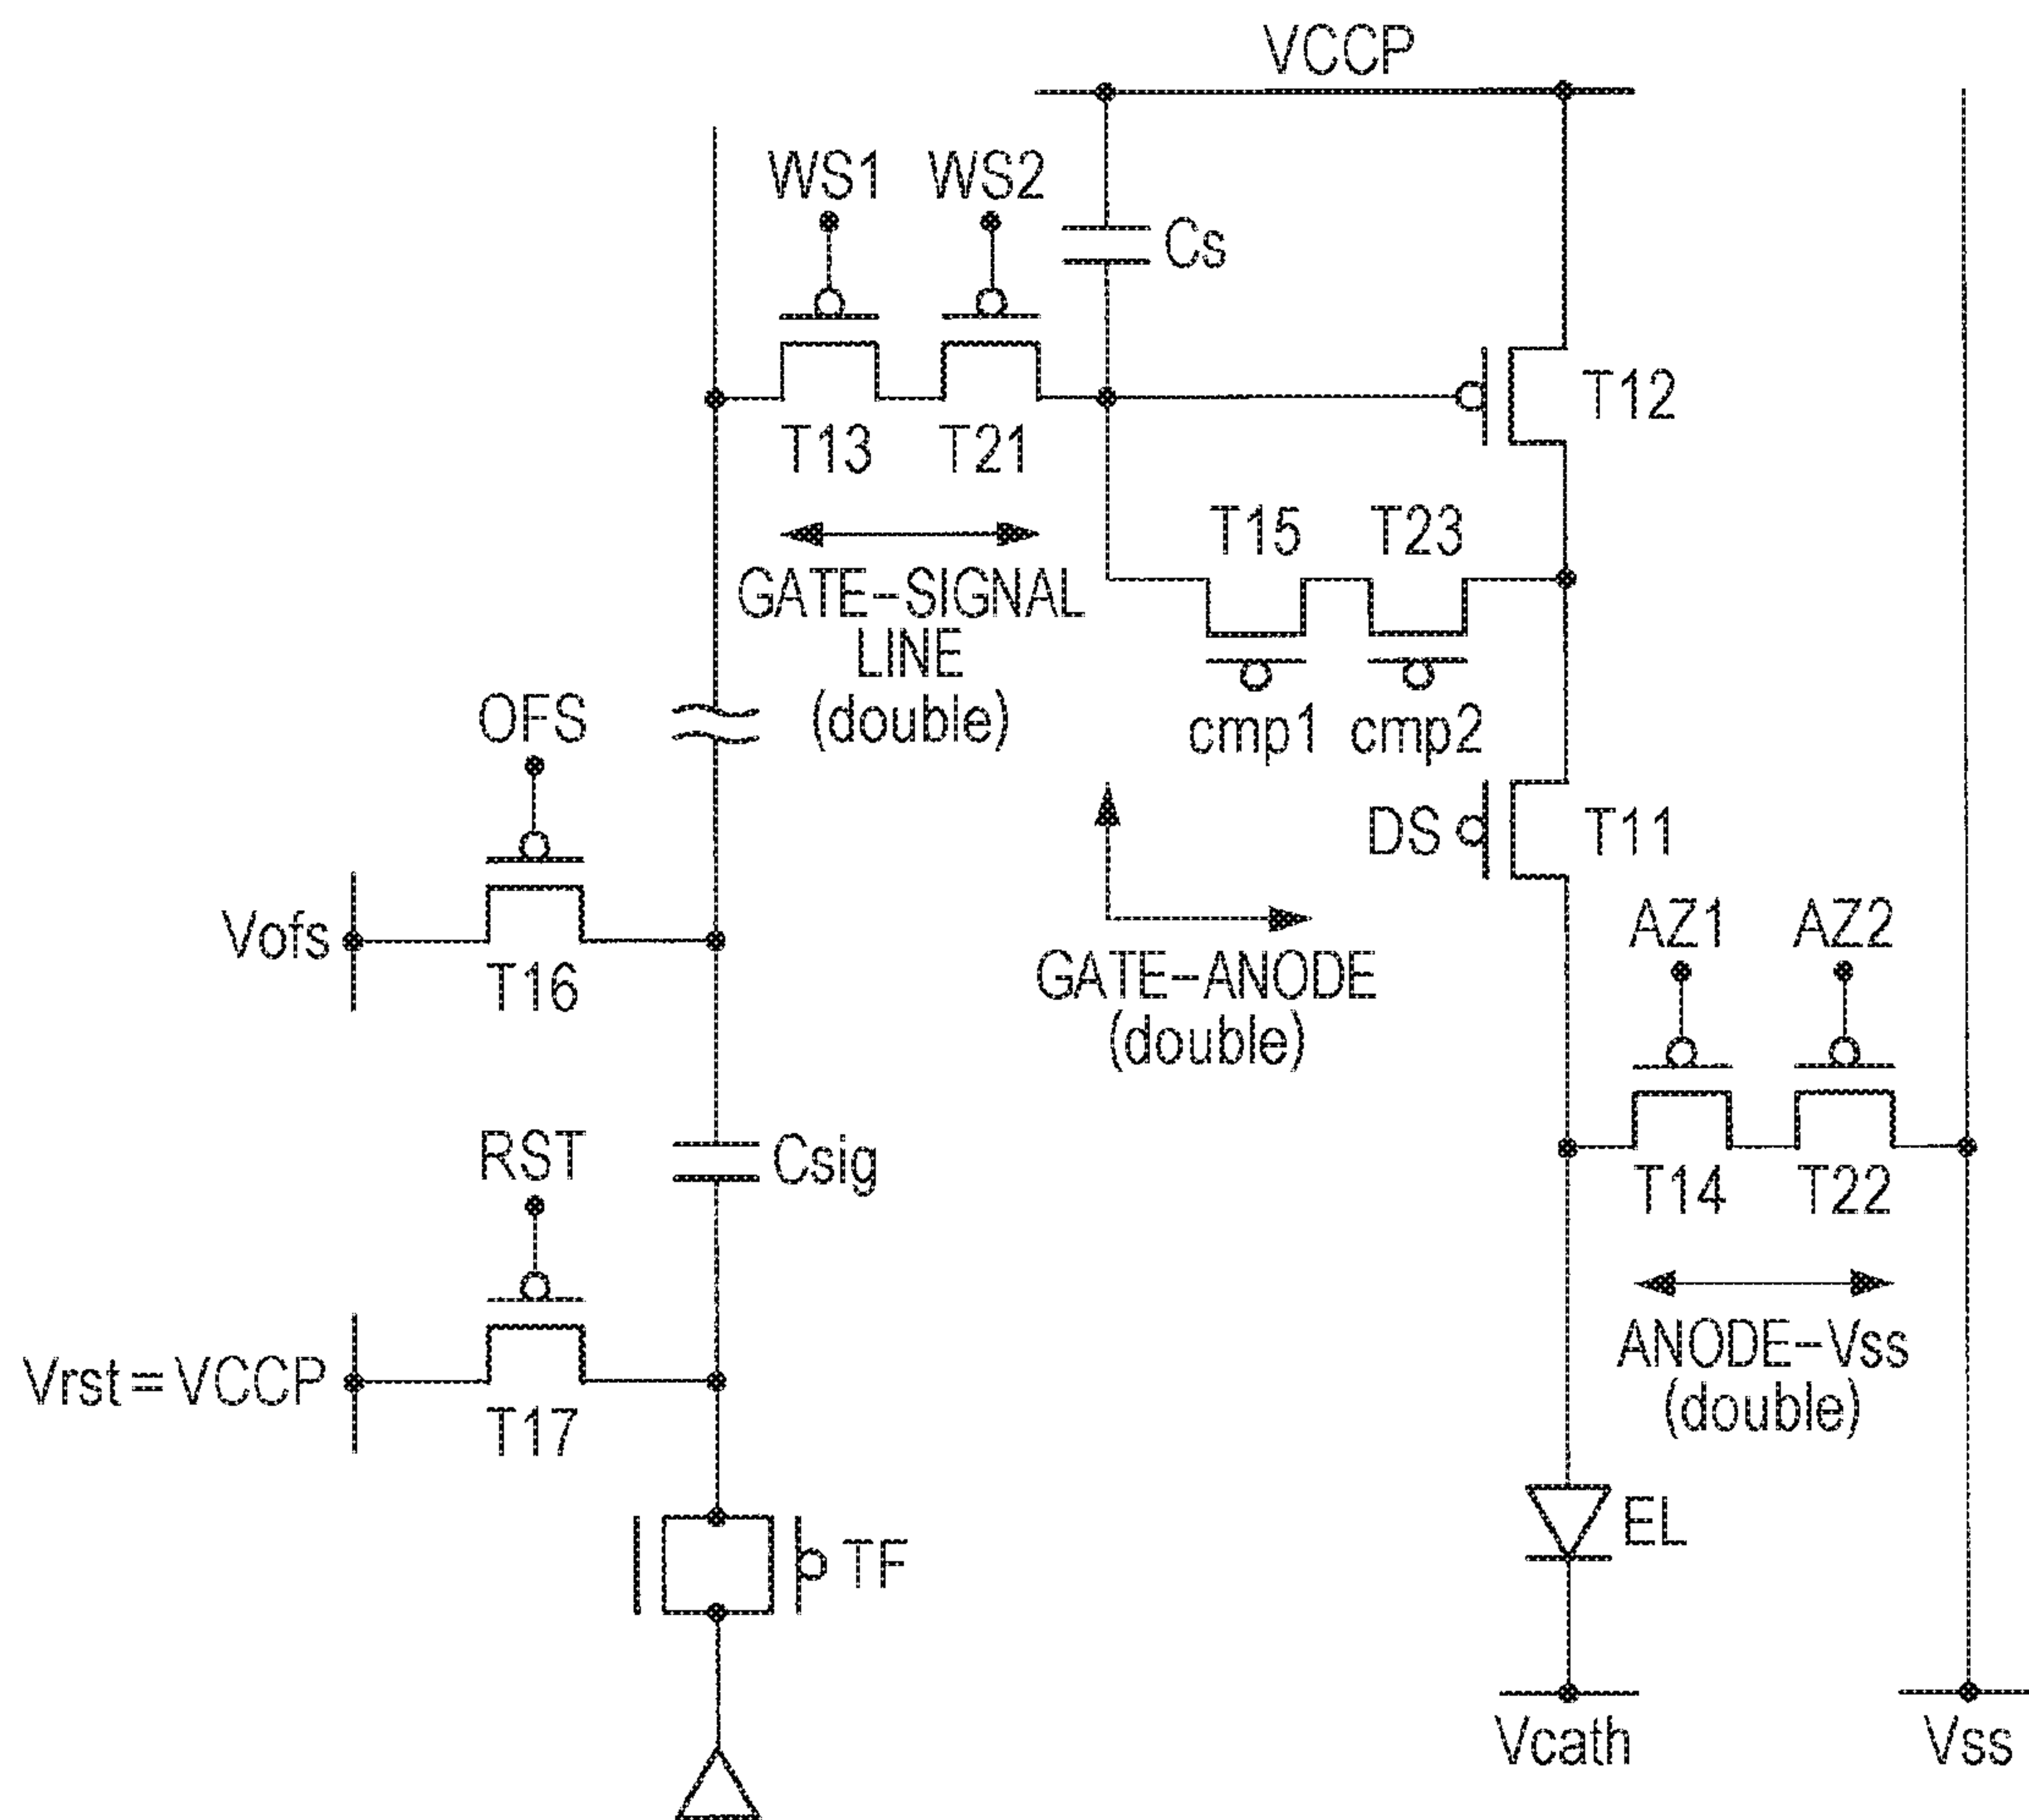 VCCP
WS1 WS2
Cs
T12
T13 T21
T15 T23
GATE-SIGNAL
LINE
(double)
OFS
cmp1 cmp2
DS
T11
Vofs
T16
AZ1 AZ2
GATE-ANODE
(double)
RST
Csig
T14 T22
Vrst=VCCP
T17
ANODE-Vss
(double)
EL
TF
Vcath
Vss